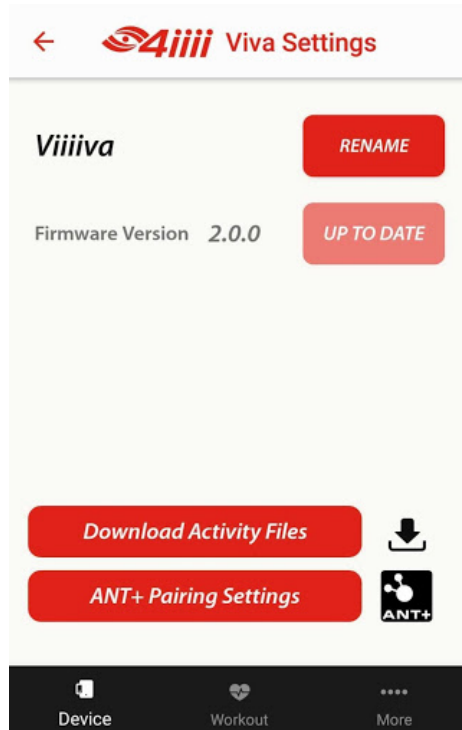 4iiii Viva Settings
Viiiiva
RENAME
Firmware Version 2.0.0
UP TO DATE
Download Activity Files
ANT+ Pairing Settings
ANT+
Device
Workout
More